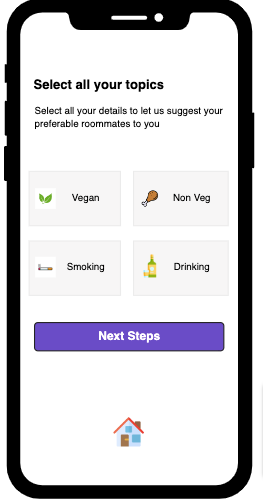 Select all your topics
Select all your details to let us suggest your
preferable roommates to you
Vegan
Non Veg
Smoking
Drinking
Next Steps